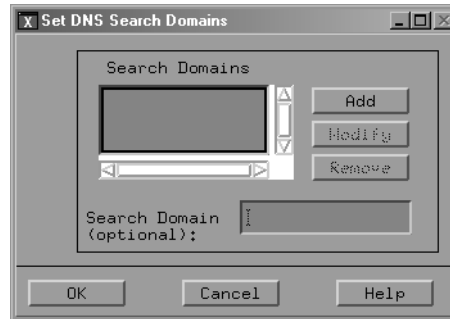 X Set DNS Search Domains
Search Domains
Add
Modify
Remove
Search Domain
(optional):
OK Cancel Help